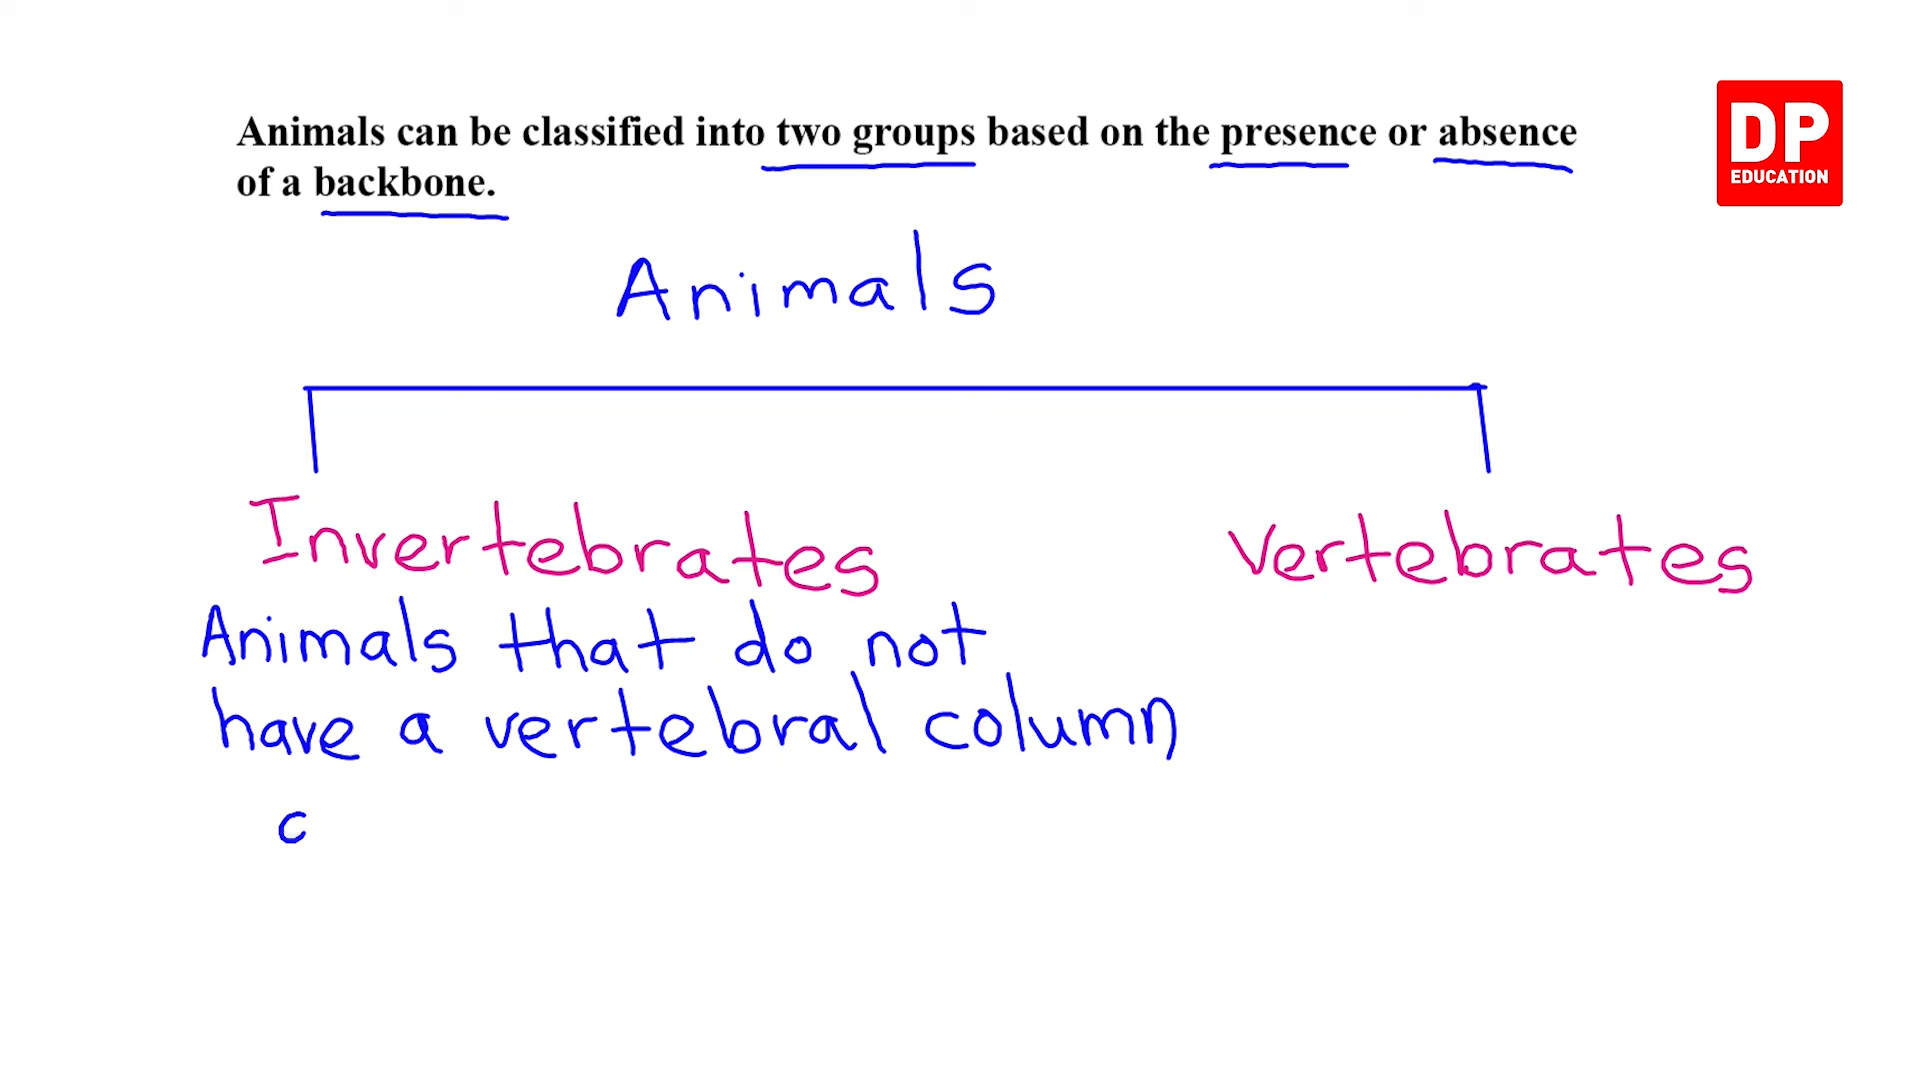 Animals can be classified into two groups based on the presence or absence
of a backbone.
DP
EDUCATION
Animals
Invertebrates
Vertebrates
Animals that do not
have a vertebral column
c